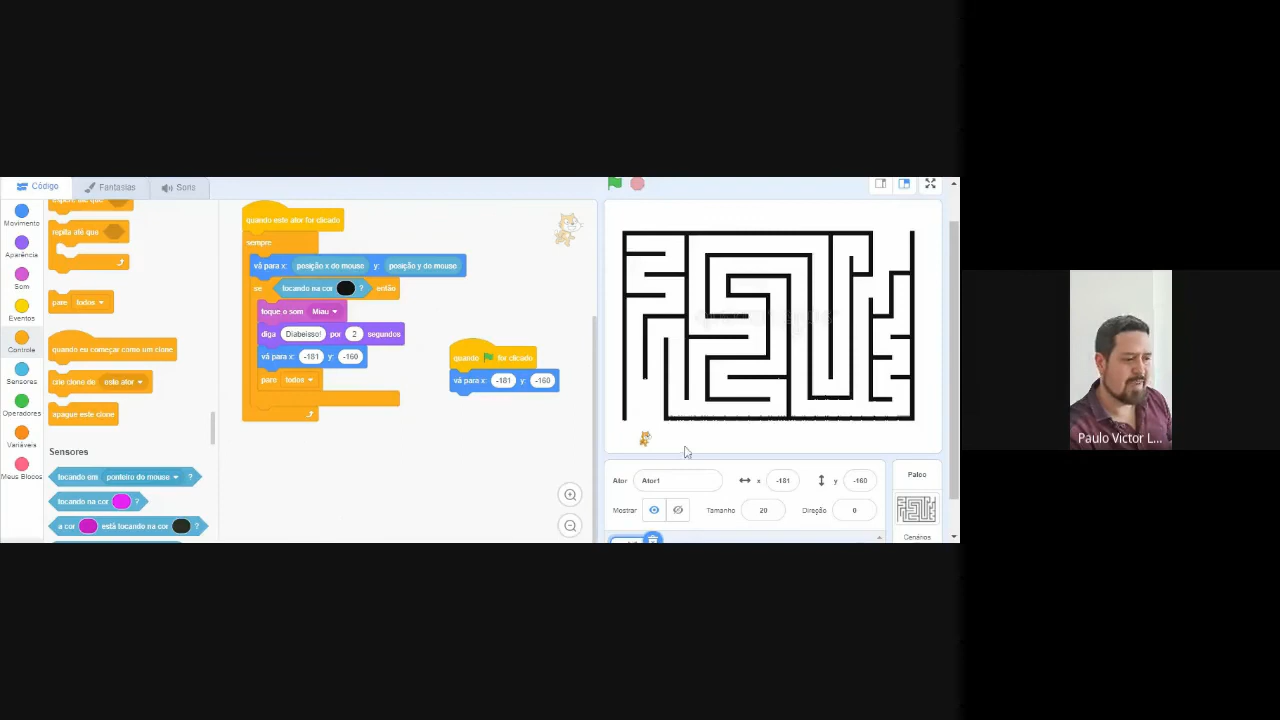 Código
Fantasias
Sons
Movimento
Aparência
Som
Eventos
Controle
Sensores
Operadores
Variáveis
Meus Blocos
repita até que
pare todos
quando eu começar como um clone
crie clone de este ator
apague este clone
Sensores
tocando em ponteiro do mouse ?
tocando na cor ?
a cor está tocando na cor ?
quando este ator for clicado
sempre
vá para x: posição x do mouse y: posição y do mouse
se tocando na cor ? então
toque o som Miau
diga Diabeisso! por 2 segundos
vá para x: -181 y: -160
pare todos
quando for clicado
vá para x: -181 y: -160
Ator Ator1 x -181 y -160
Mostrar Tamanho 20 Direção 0
Palco
Cenários
Paulo Victor L...